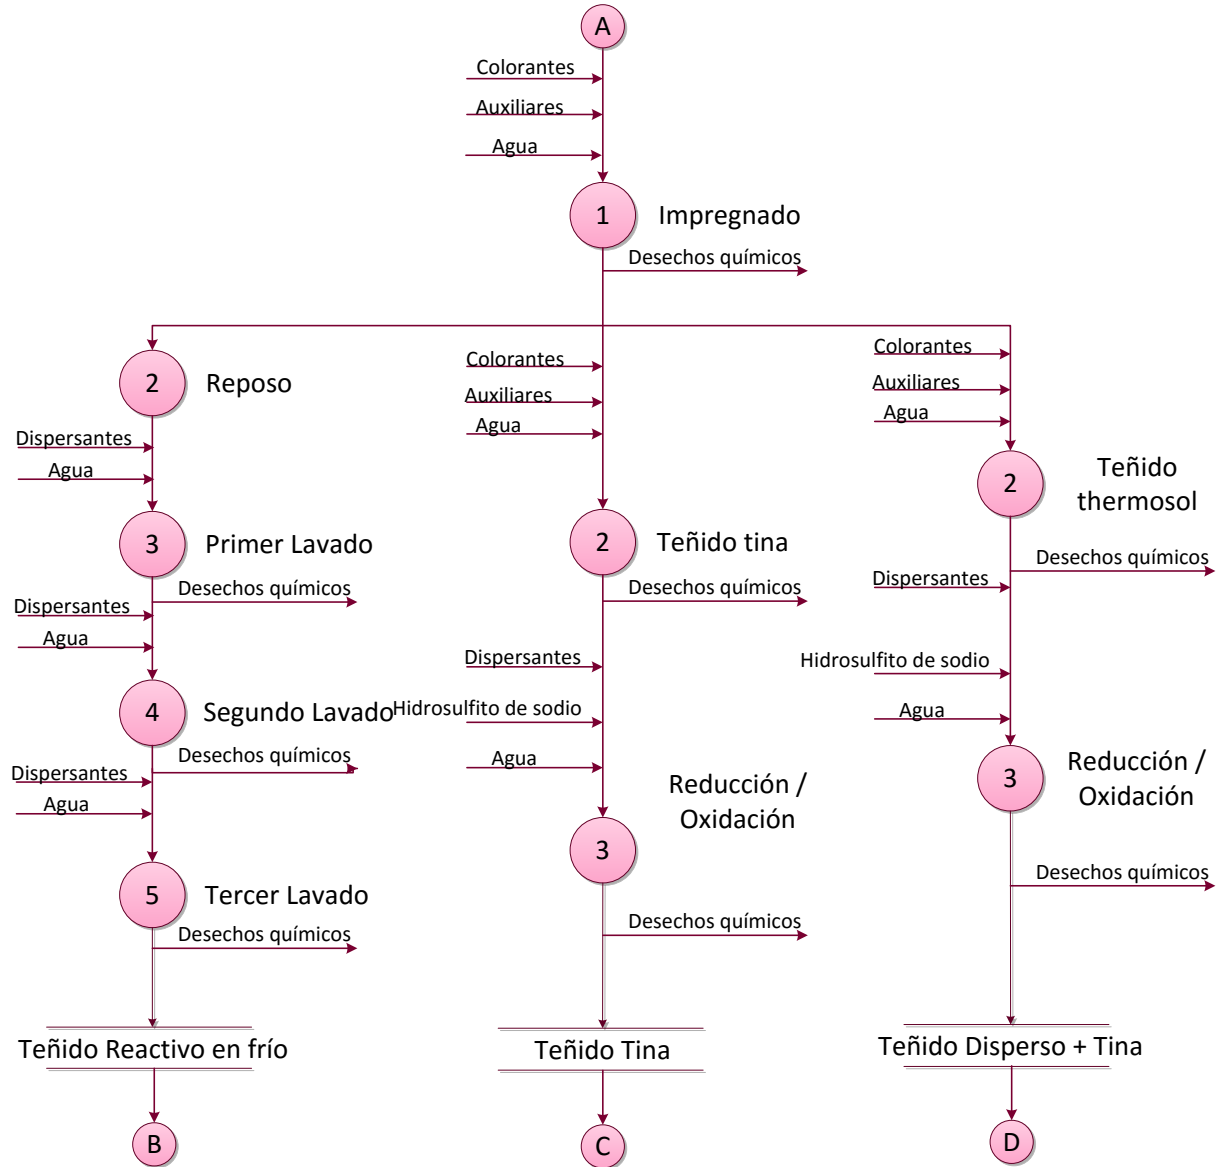 A
Colorantes
Auxiliares
Agua
1
Impregnado
Desechos químicos
2
Reposo
Dispersantes
Agua
3
Primer Lavado
Desechos químicos
Dispersantes
Agua
4
Segundo Lavado
Desechos químicos
Dispersantes
Agua
5
Tercer Lavado
Desechos químicos
Teñido Reactivo en frío
B
Colorantes
Auxiliares
Agua
2
Teñido tina
Desechos químicos
Dispersantes
Hidrosulfito de sodio
Agua
Reducción /
Oxidación
3
Desechos químicos
Teñido Tina
C
Colorantes
Auxiliares
Agua
2
Teñido
thermosol
Desechos químicos
Dispersantes
Hidrosulfito de sodio
Agua
3
Reducción /
Oxidación
Desechos químicos
Teñido Disperso + Tina
D